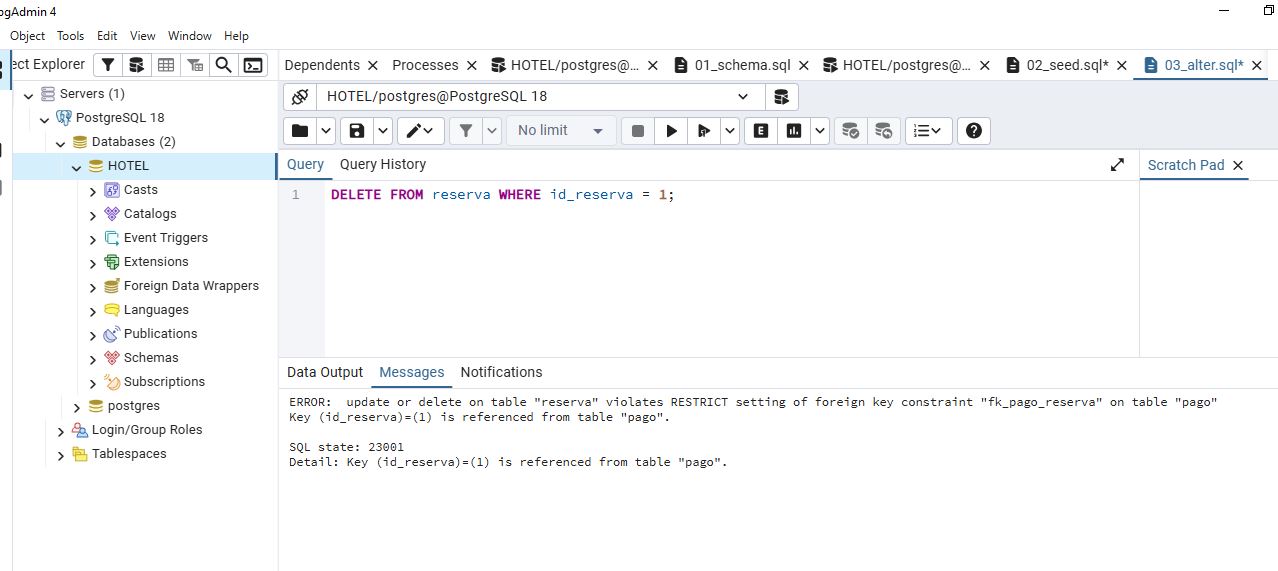 ogAdmin 4
Object Tools Edit View Window Help
ect Explorer
Servers (1)
PostgreSQL 18
Databases (2)
HOTEL
Casts
Catalogs
Event Triggers
Extensions
Foreign Data Wrappers
Languages
Publications
Schemas
Subscriptions
postgres
Login/Group Roles
Tablespaces
Dependents Processes HOTEL/postgres@... 01_schema.sql HOTEL/postgres@... 02_seed.sql* 03_alter.sql*
HOTEL/postgres@PostgreSQL 18
No limit E
Query Query History
Scratch Pad
1 DELETE FROM reserva WHERE id_reserva = 1;
Data Output Messages Notifications
ERROR: update or delete on table "reserva" violates RESTRICT setting of foreign key constraint "fk_pago_reserva" on table "pago"
Key (id_reserva)=(1) is referenced from table "pago".
SQL state: 23001
Detail: Key (id_reserva)=(1) is referenced from table "pago".